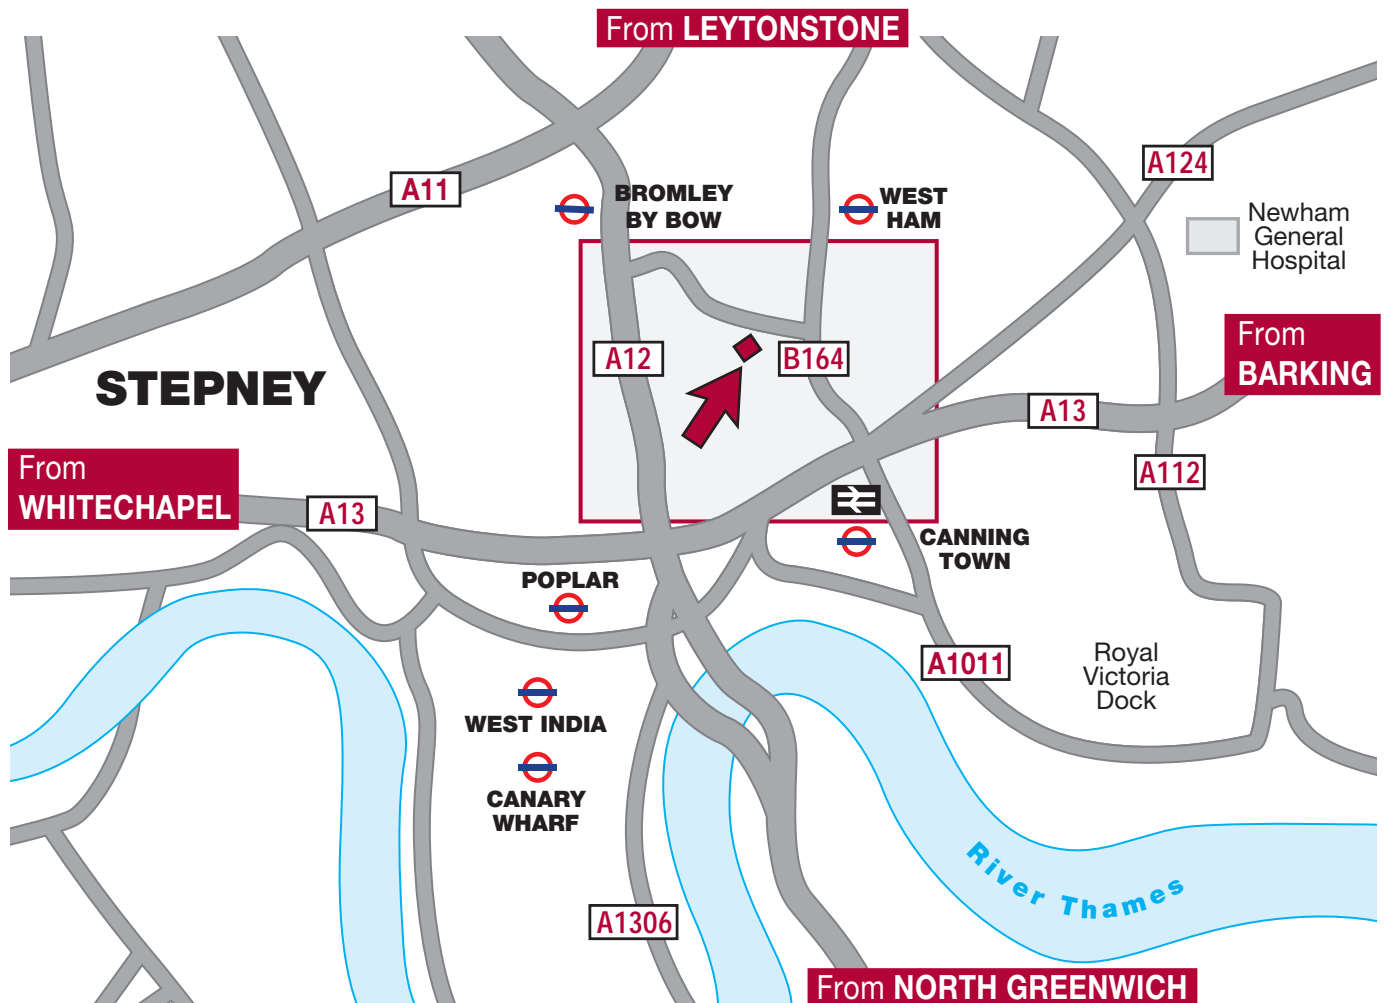 From LEYTONSTONE
A124
A11
BROMLEY
BY BOW
WEST
HAM
Newham
General
Hospital
From
BARKING
A12
B164
STEPNEY
A13
From
WHITECHAPEL
A13
A112
CANNING
TOWN
POPLAR
A1011
Royal
Victoria
Dock
WEST INDIA
CANARY
WHARF
River Thames
A1306
From NORTH GREENWICH